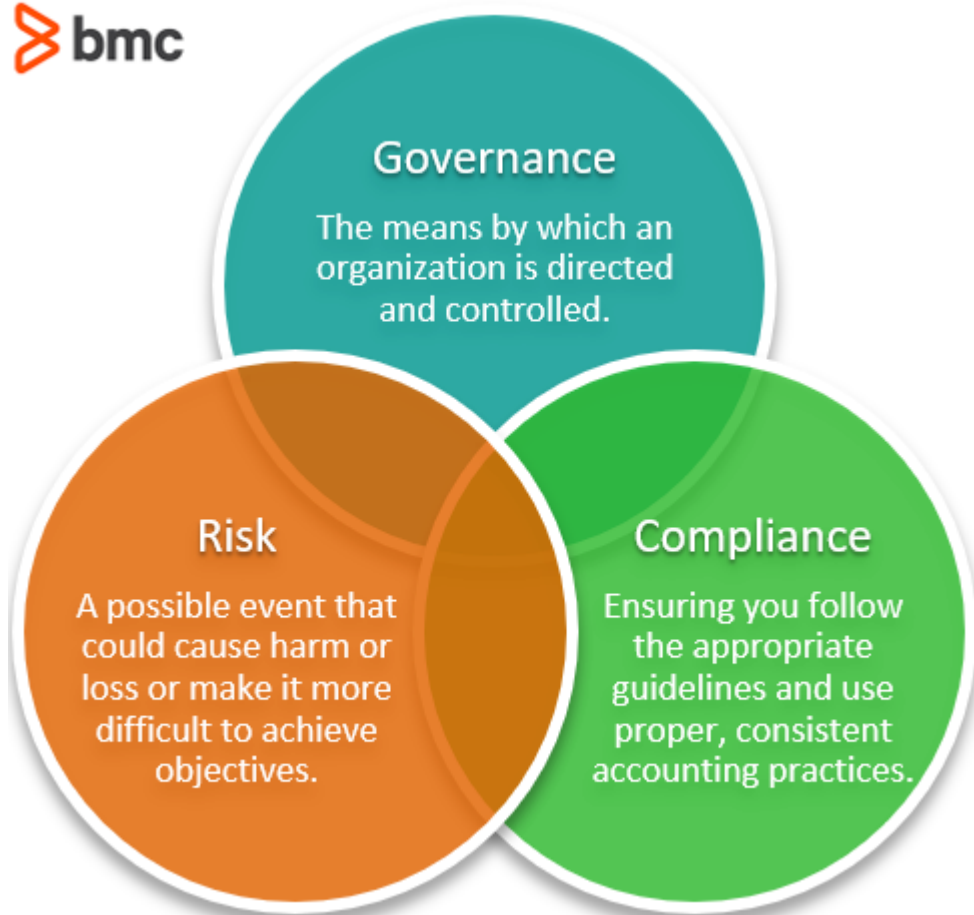 bmc
Governance
The means by which an
organization is directed
and controlled.
Risk
A possible event that
could cause harm or
loss or make it more
difficult to achieve
objectives.
Compliance
Ensuring you follow
the appropriate
guidelines and use
proper, consistent
accounting practices.